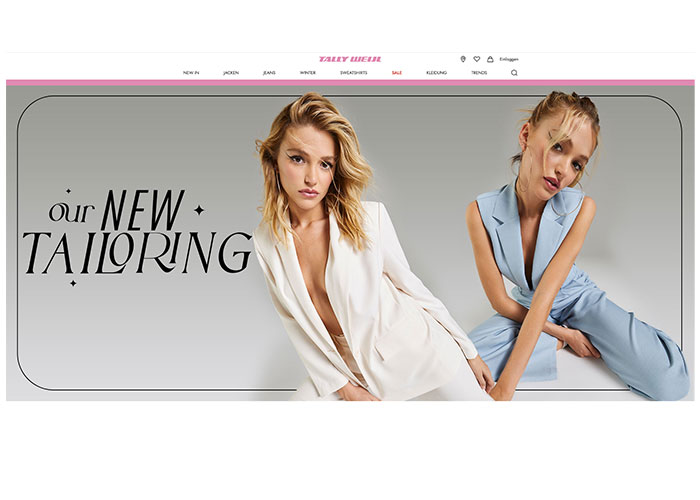 TALLY WEiJL
Einloggen
NEW IN JACKEN JEANS WINTER SWEATSHIRTS SALE KLEIDUNG TRENDS
our NEW
TAILORING